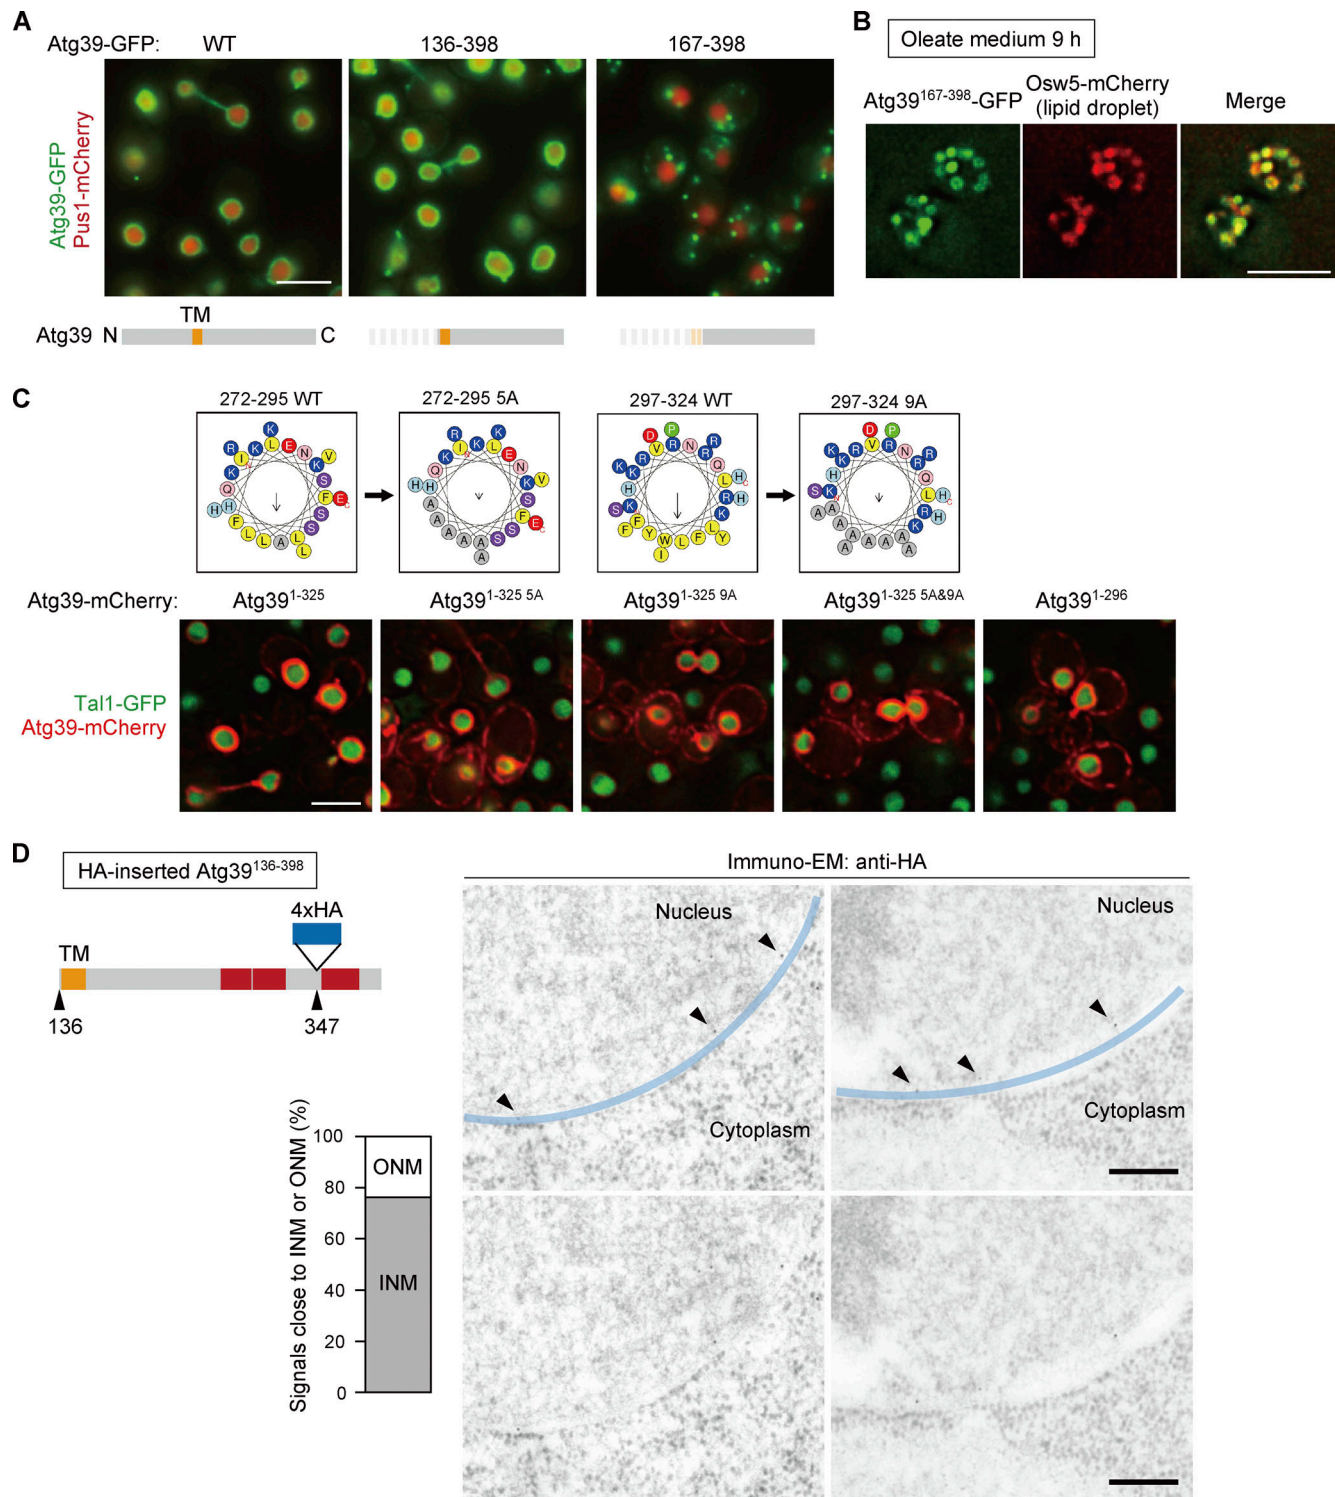 A
Atg39-GFP: WT 136-398 167-398
Atg39-GFP
Pus1-mCherry
TM
Atg39 N C
B
Oleate medium 9 h
Atg39167-398-GFP
Osw5-mCherry
(lipid droplet)
Merge
C
272-295 WT 272-295 5A 297-324 WT 297-324 9A
Atg39-mCherry: Atg391-325 Atg391-325 5A Atg391-325 9A Atg391-325 5A&9A Atg391-296
Tal1-GFP
Atg39-mCherry
D
HA-inserted Atg39136-398
4xHA
TM
136 347
Signals close to INM or ONM (%)
100
80
60
40
20
0
ONM
INM
Immuno-EM: anti-HA
Nucleus
Cytoplasm
Nucleus
Cytoplasm